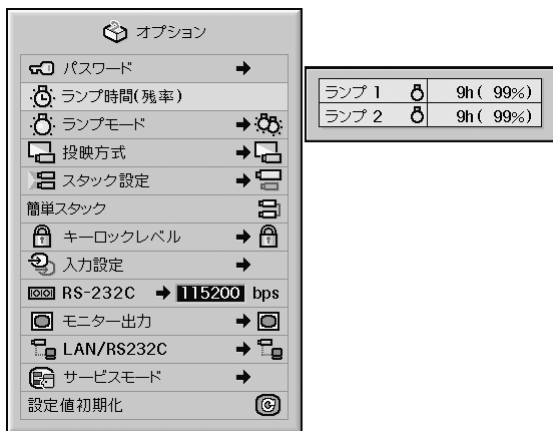 オプション
パスワード
ランプ時間(残率)
ランプモード
投映方式
スタック設定
簡単スタック
キーロックレベル
入力設定
RS-232C → 115200 bps
モニター出力
LAN/RS232C
サービスモード
設定値初期化
ランプ 1 9h ( 99%)
ランプ 2 9h ( 99%)